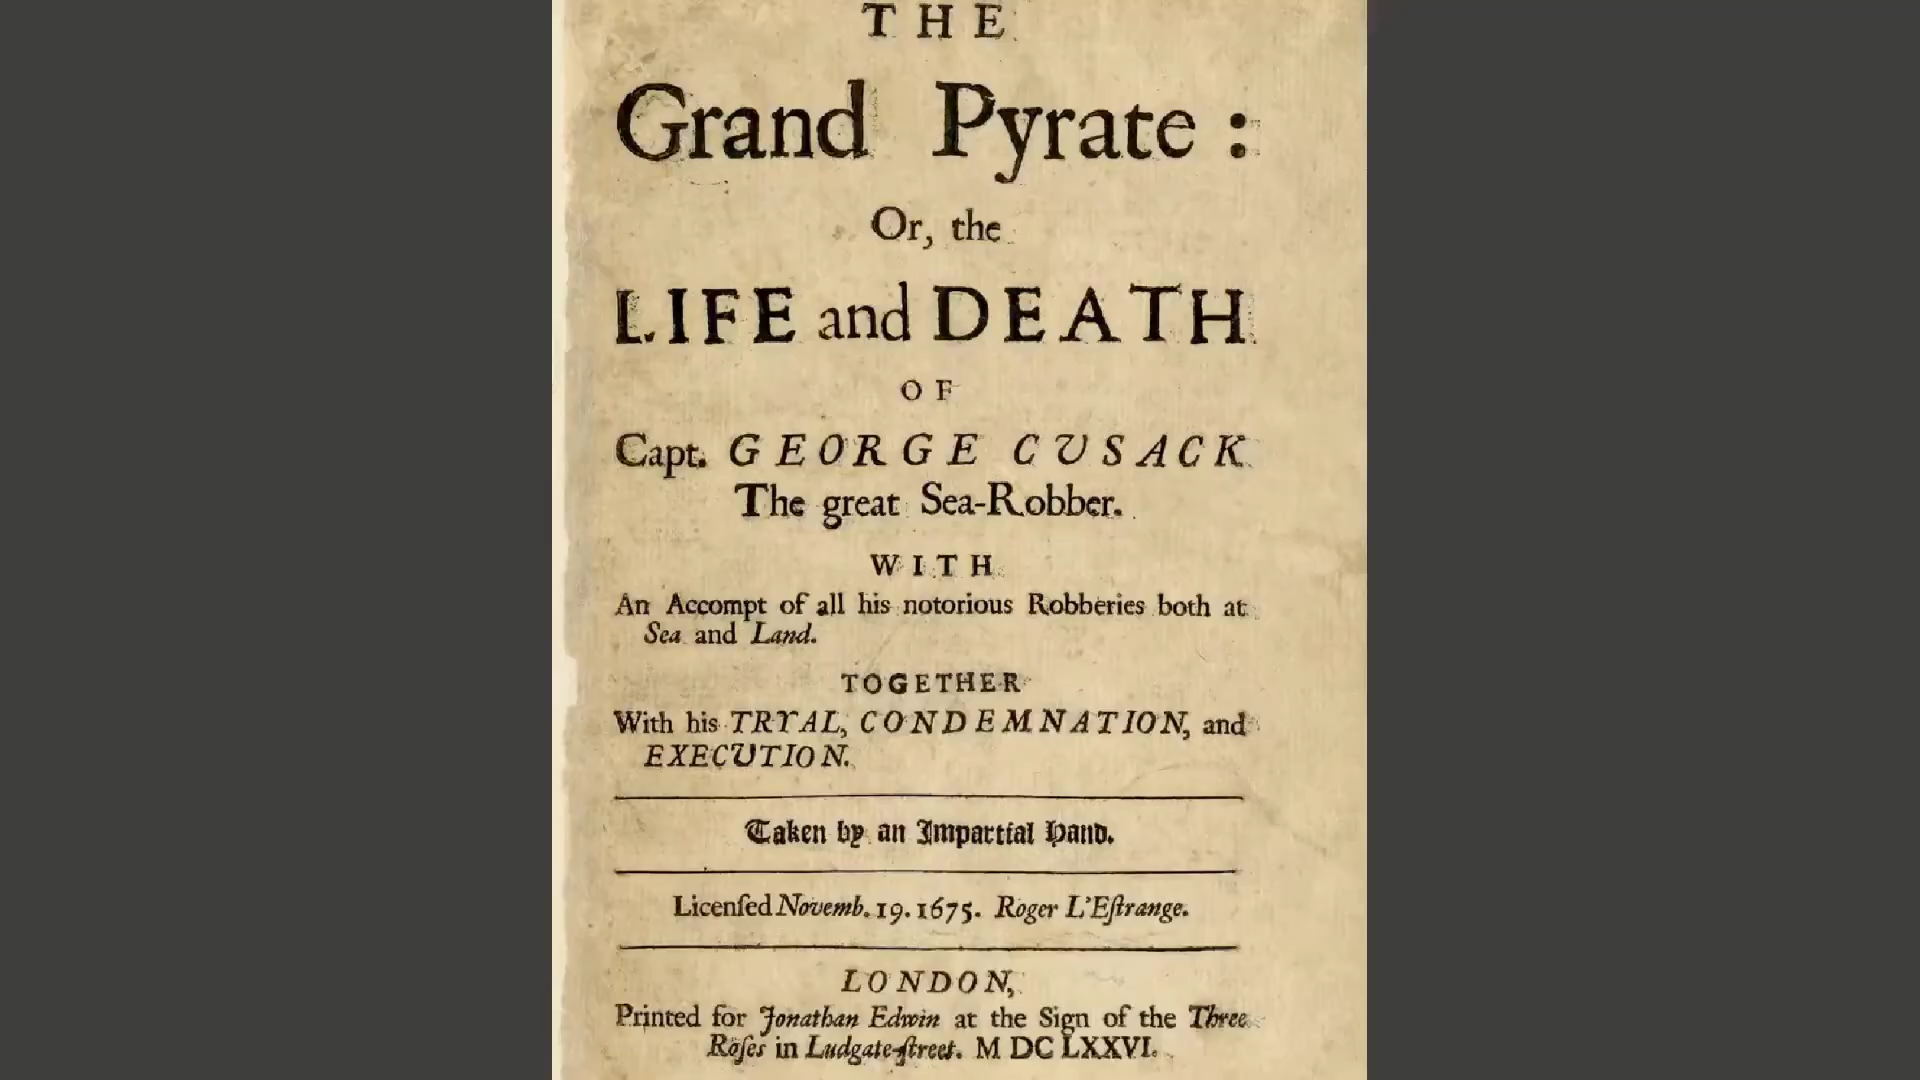 THE
Grand Pyrate:
Or, the
LIFE and DEATH
OF
Capt. GEORGE CUSACK
The great Sea-Robber.
WITH
An Accompt of all his notorious Robberies both at
Sea and Land.
TOGETHER
With his TRYAL, CONDEMNATION, and
EXECUTION.
Taken by an Impartial Hand.
Licenſed Novemb. 19. 1675. Roger L'Eſtrange.
LONDON,
Printed for Jonathan Edwin at the Sign of the Three
Roſes in Ludgate-ſtreet. M DC LXXVI.